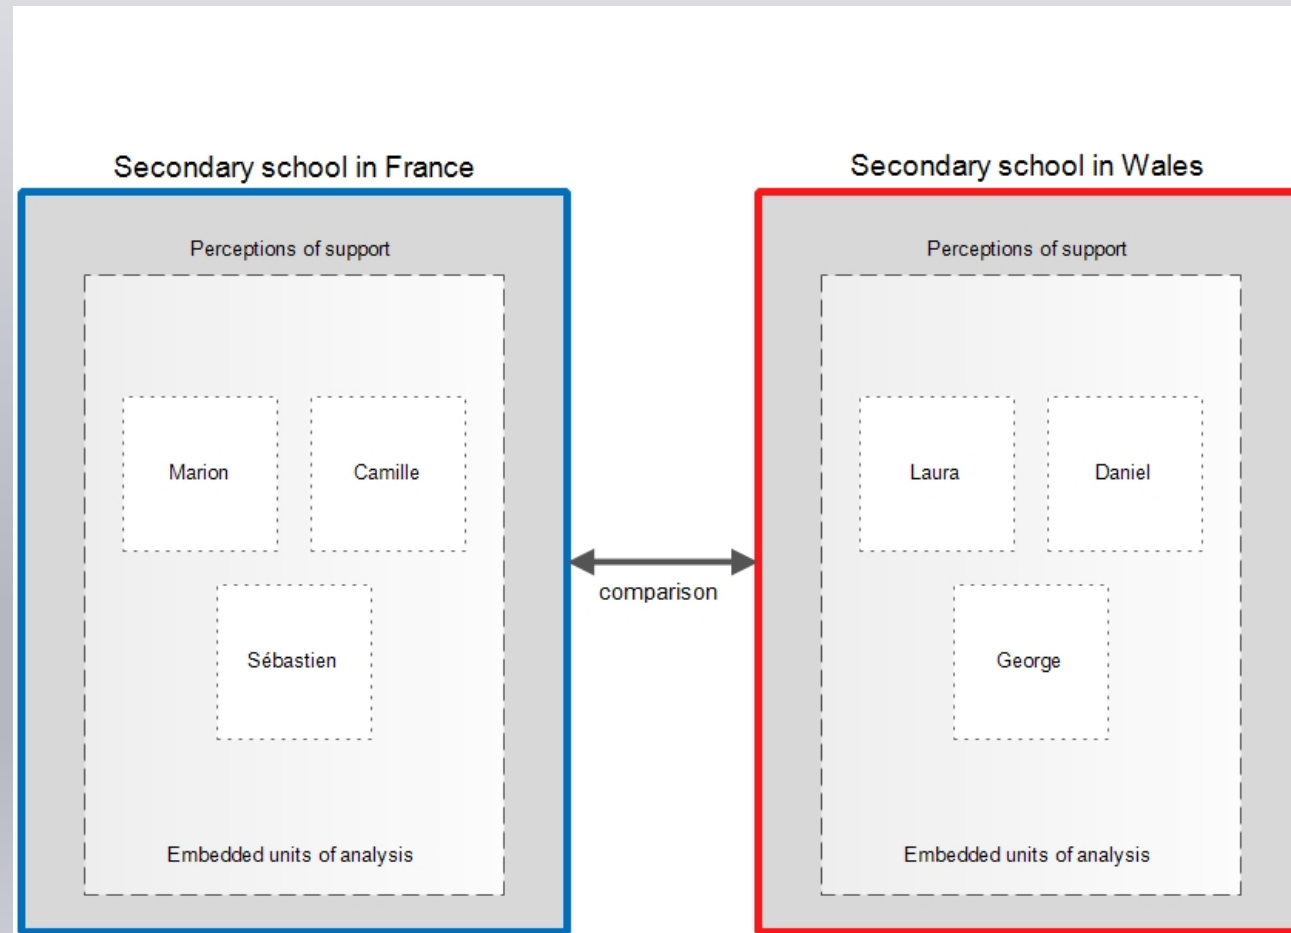 Secondary school in France
Perceptions of support
Marion
Camille
Sébastien
Embedded units of analysis
comparison
Secondary school in Wales
Perceptions of support
Laura
Daniel
George
Embedded units of analysis